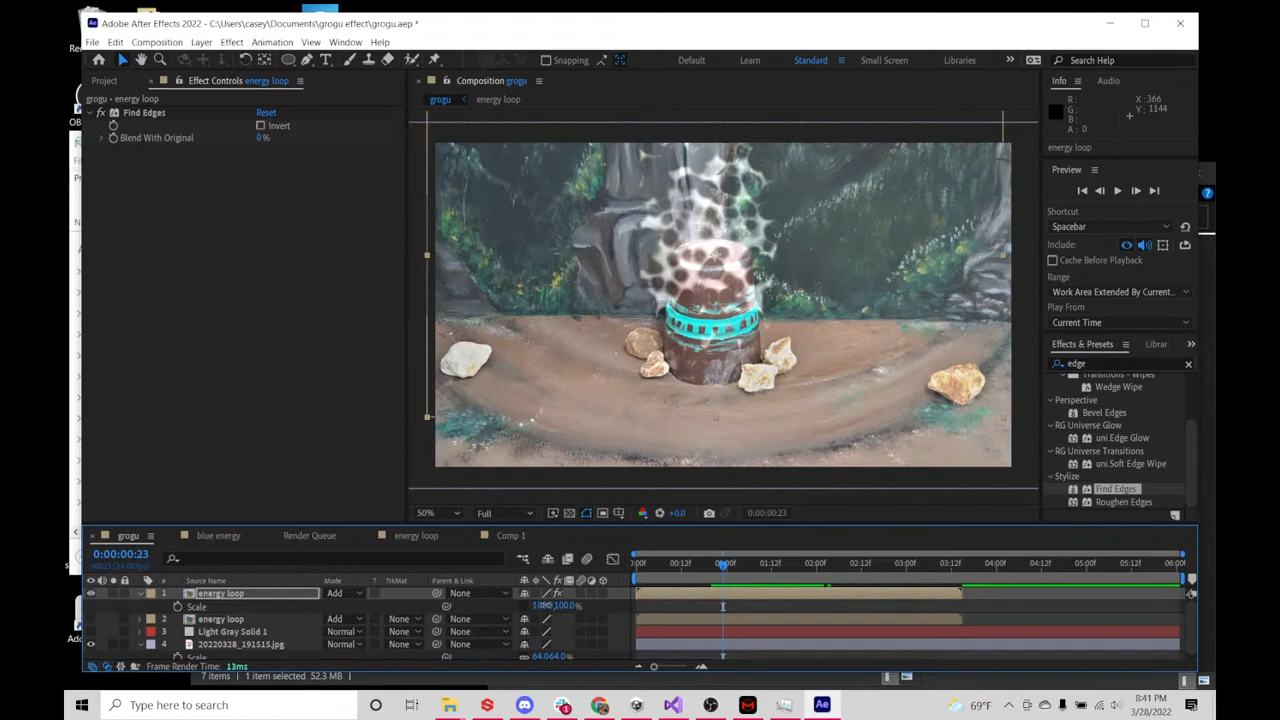 Adobe After Effects 2022 - C:\Users\casey\Documents\grogu effect\grogu.aep *
File Edit Composition Layer Effect Animation View Window Help
Snapping Default Learn Standard Small Screen Libraries Search Help
Project Effect Controls energy loop Composition grogu Info Audio
grogu • energy loop grogu energy loop
fx Find Edges Reset
Invert
Blend With Original 0 %
R: X: 366
G: Y: 1144
B:
A: 0
energy loop
Preview
Shortcut
Spacebar
Include:
Cache Before Playback
Range
Work Area Extended By Current...
Play From
Current Time
Effects & Presets Librar
edge
Transitions - Wipes
Wedge Wipe
Perspective
Bevel Edges
RG Universe Glow
uni.Edge Glow
RG Universe Transitions
uni.Soft Edge Wipe
Stylize
Find Edges
Roughen Edges
50% Full +0.0 0:00:00:23
grogu blue energy Render Queue energy loop Comp 1
0:00:00:23
00023 (24.00 fps)
:00f 00:12f 01:00f 01:12f 02:00f 02:12f 03:00f 03:12f 04:00f 04:12f 05:00f 05:12f 06:00f
# Source Name Mode T TrkMat Parent & Link
1 energy loop Add None
Scale
2 energy loop Add None None
3 Light Gray Solid 1 Normal None None
4 20220328_191515.jpg Normal None None
Scale 64.0,64.0%
Frame Render Time: 13ms
7 items 1 item selected 52.3 MB
Type here to search
69°F
8:41 PM
3/28/2022